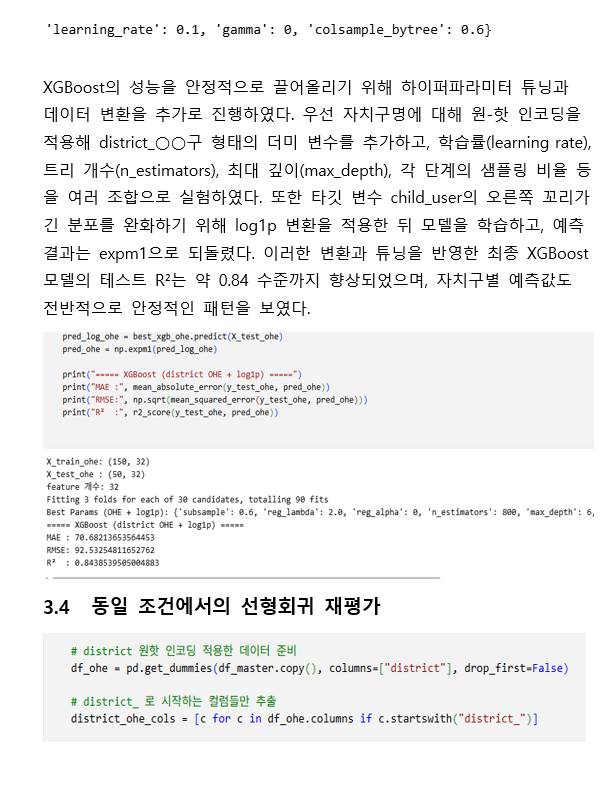 'learning_rate': 0.1, 'gamma': 0, 'colsample_bytree': 0.6}
XGBoost의 성능을 안정적으로 끌어올리기 위해 하이퍼파라미터 튜닝과
데이터 변환을 추가로 진행하였다. 우선 자치구명에 대해 원-핫 인코딩을
적용해 district_○○구 형태의 더미 변수를 추가하고, 학습률(learning rate),
트리 개수(n_estimators), 최대 깊이(max_depth), 각 단계의 샘플링 비율 등
을 여러 조합으로 실험하였다. 또한 타깃 변수 child_user의 오른쪽 꼬리가
긴 분포를 완화하기 위해 log1p 변환을 적용한 뒤 모델을 학습하고, 예측
결과는 expm1으로 되돌렸다. 이러한 변환과 튜닝을 반영한 최종 XGBoost
모델의 테스트 R²는 약 0.84 수준까지 향상되었으며, 자치구별 예측값도
전반적으로 안정적인 패턴을 보였다.
pred_log_ohe = best_xgb_ohe.predict(X_test_ohe)
pred_ohe = np.expm1(pred_log_ohe)
print("===== XGBoost (district OHE + log1p) =====")
print("MAE :", mean_absolute_error(y_test_ohe, pred_ohe))
print("RMSE:", np.sqrt(mean_squared_error(y_test_ohe, pred_ohe)))
print("R²  :", r2_score(y_test_ohe, pred_ohe))
X_train_ohe: (150, 32)
X_test_ohe : (50, 32)
feature 개수: 32
Fitting 3 folds for each of 30 candidates, totalling 90 fits
Best Params (OHE + log1p): {'subsample': 0.6, 'reg_lambda': 2.0, 'reg_alpha': 0, 'n_estimators': 800, 'max_depth': 6,
===== XGBoost (district OHE + log1p) =====
MAE : 70.68213653564453
RMSE: 92.53254811652762
R²  : 0.8438539505004883
3.4 동일 조건에서의 선형회귀 재평가
# district 원핫 인코딩 적용한 데이터 준비
df_ohe = pd.get_dummies(df_master.copy(), columns=["district"], drop_first=False)
# district_ 로 시작하는 컬럼들만 추출
district_ohe_cols = [c for c in df_ohe.columns if c.startswith("district_")]